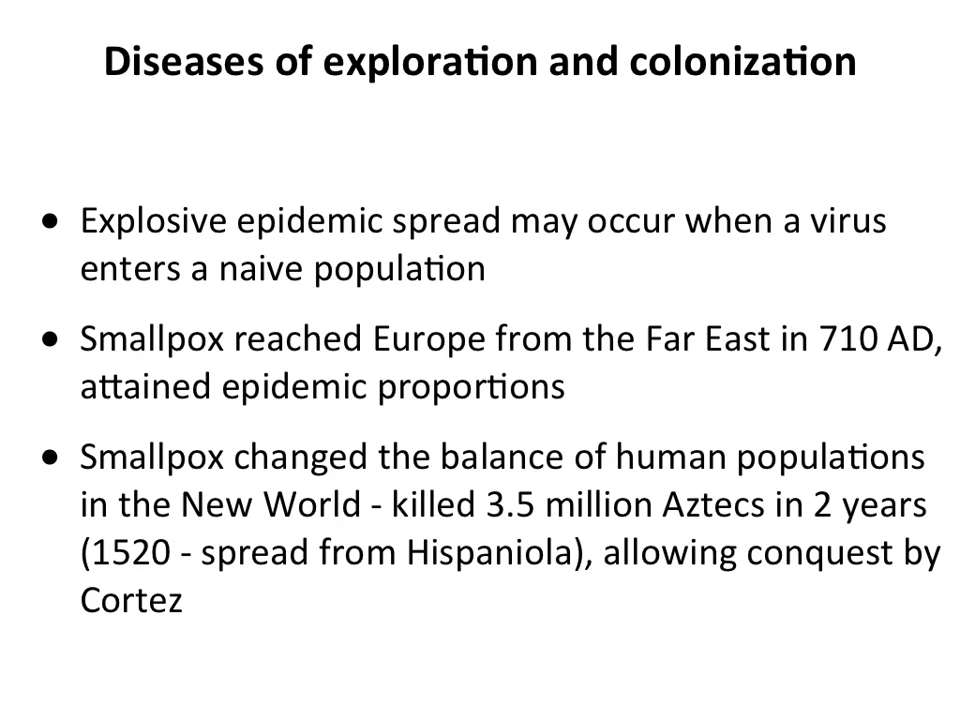 Diseases of exploration and colonization
• Explosive epidemic spread may occur when a virus
enters a naive population
• Smallpox reached Europe from the Far East in 710 AD,
attained epidemic proportions
• Smallpox changed the balance of human populations
in the New World - killed 3.5 million Aztecs in 2 years
(1520 - spread from Hispaniola), allowing conquest by
Cortez